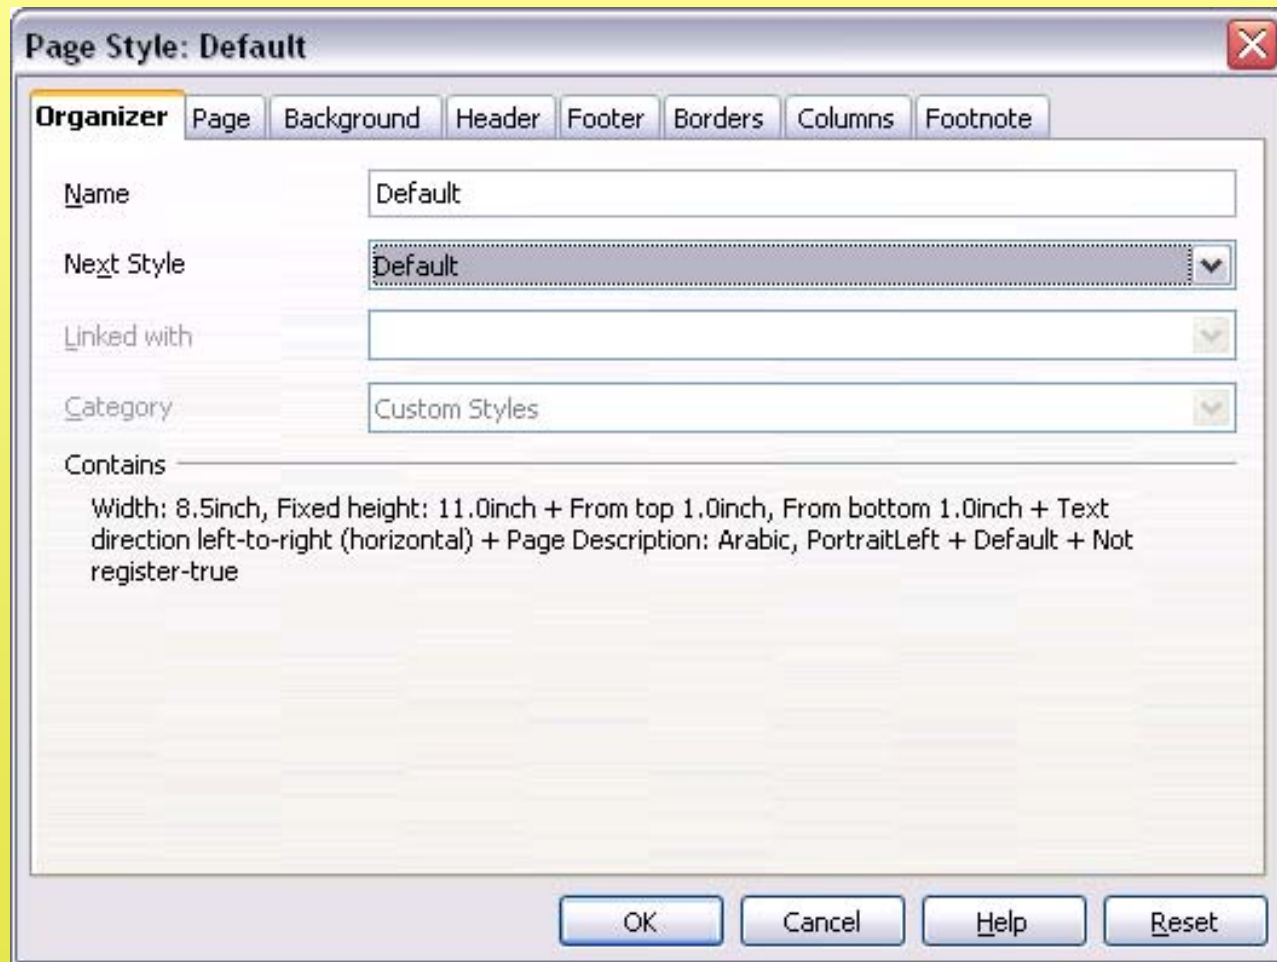 Page Style: Default
Organizer Page Background Header Footer Borders Columns Footnote
Name Default
Next Style Default
Linked with
Category Custom Styles
Contains
Width: 8.5inch, Fixed height: 11.0inch + From top 1.0inch, From bottom 1.0inch + Text
direction left-to-right (horizontal) + Page Description: Arabic, PortraitLeft + Default + Not
register-true
OK Cancel Help Reset